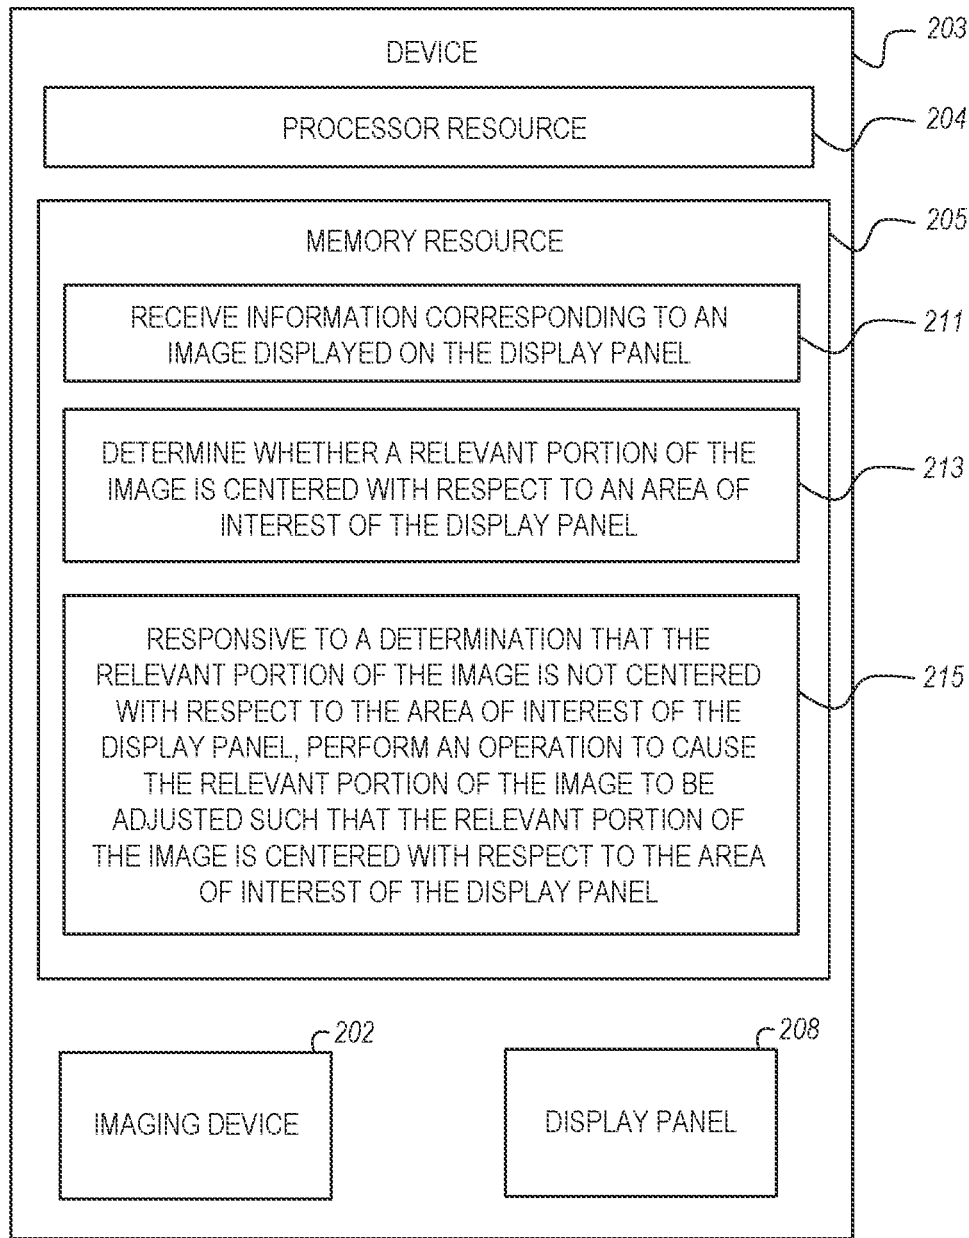 DEVICE
203
PROCESSOR RESOURCE
204
MEMORY RESOURCE
205
RECEIVE INFORMATION CORRESPONDING TO AN
IMAGE DISPLAYED ON THE DISPLAY PANEL
211
DETERMINE WHETHER A RELEVANT PORTION OF THE
IMAGE IS CENTERED WITH RESPECT TO AN AREA OF
INTEREST OF THE DISPLAY PANEL
213
RESPONSIVE TO A DETERMINATION THAT THE
RELEVANT PORTION OF THE IMAGE IS NOT CENTERED
WITH RESPECT TO THE AREA OF INTEREST OF THE
DISPLAY PANEL, PERFORM AN OPERATION TO CAUSE
THE RELEVANT PORTION OF THE IMAGE TO BE
ADJUSTED SUCH THAT THE RELEVANT PORTION OF
THE IMAGE IS CENTERED WITH RESPECT TO THE AREA
OF INTEREST OF THE DISPLAY PANEL
215
202
IMAGING DEVICE
208
DISPLAY PANEL